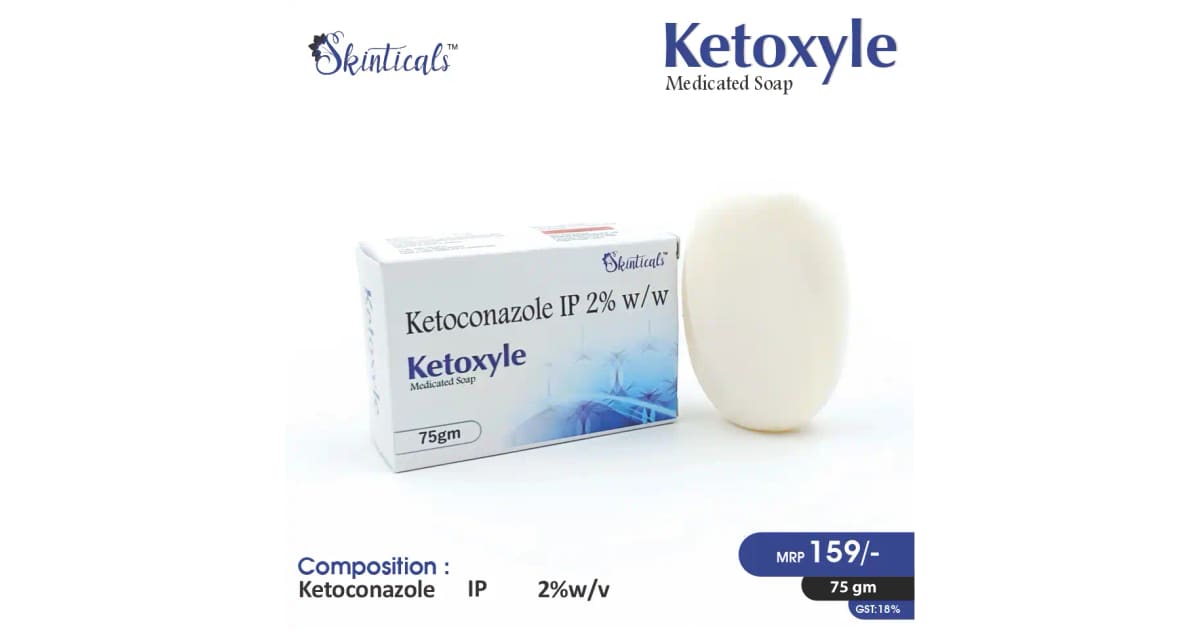 Skinticals™
Ketoxyle
Medicated Soap
Skinticals™
Ketoconazole IP 2% w/w
Ketoxyle
Medicated Soap
75gm
Ketoxyle
Composition :
Ketoconazole IP 2%w/v
MRP 159/-
75 gm
GST:18%